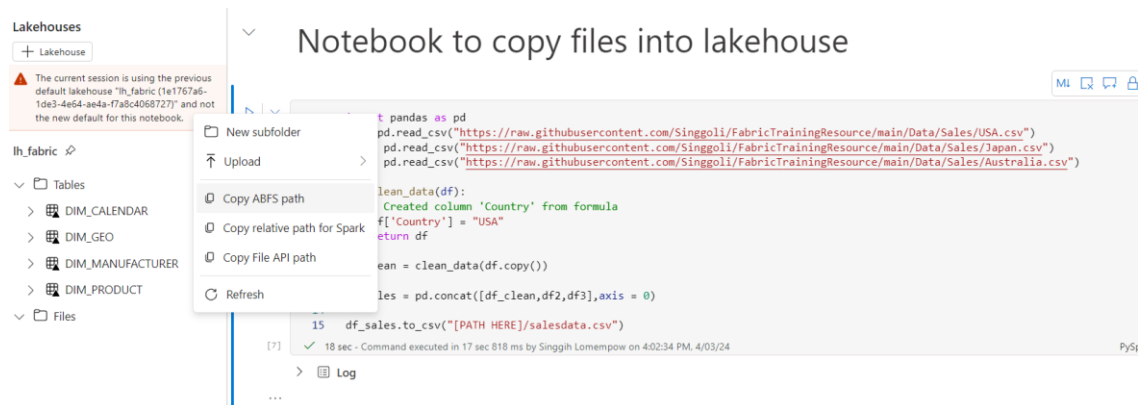 Lakehouses
+ Lakehouse
The current session is using the previous
default lakehouse "lh_fabric (1e1767a6-
1de3-4e64-ae4a-f7a8c4068727)" and not
the new default for this notebook.
lh_fabric
Tables
DIM_CALENDAR
DIM_GEO
DIM_MANUFACTURER
DIM_PRODUCT
Files
New subfolder
Upload
Copy ABFS path
Copy relative path for Spark
Copy File API path
Refresh
Notebook to copy files into lakehouse
M↓
pandas as pd
pd.read_csv("https://raw.githubusercontent.com/Singgoli/FabricTrainingResource/main/Data/Sales/USA.csv")
pd.read_csv("https://raw.githubusercontent.com/Singgoli/FabricTrainingResource/main/Data/Sales/Japan.csv")
pd.read_csv("https://raw.githubusercontent.com/Singgoli/FabricTrainingResource/main/Data/Sales/Australia.csv")
lean_data(df):
Created column 'Country' from formula
f['Country'] = "USA"
eturn df
ean = clean_data(df.copy())
les = pd.concat([df_clean,df2,df3],axis = 0)
15 df_sales.to_csv("[PATH HERE]/salesdata.csv")
[7] 18 sec - Command executed in 17 sec 818 ms by Singgih Lomempow on 4:02:34 PM, 4/03/24
PySp
Log
...